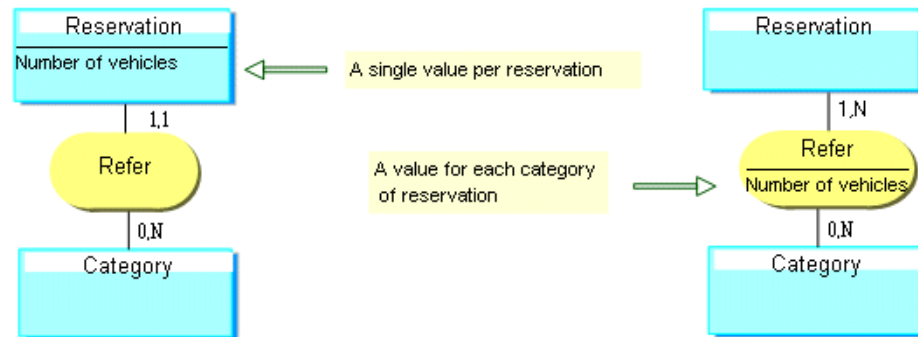 Reservation
Number of vehicles
1,1
Refer
0,N
Category
A single value per reservation
A value for each category
of reservation
Reservation
1,N
Refer
Number of vehicles
0,N
Category